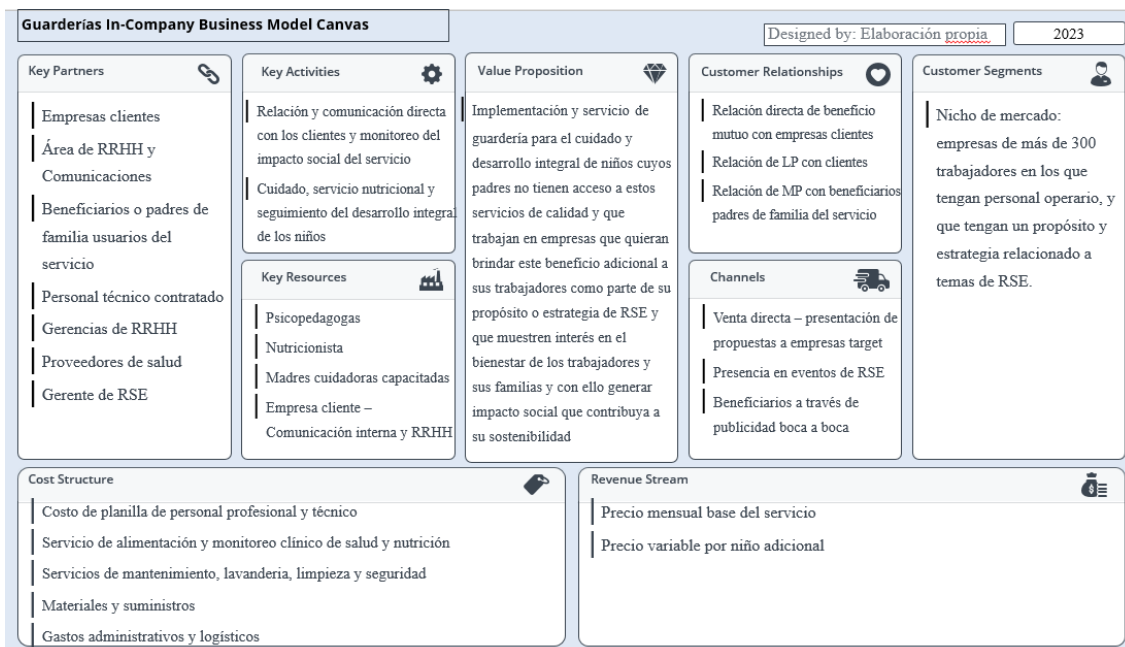 Guarderías In-Company Business Model Canvas
Designed by: Elaboración propia
2023
Key Partners
Empresas clientes
Área de RRHH y
Comunicaciones
Beneficiarios o padres de
familia usuarios del
servicio
Personal técnico contratado
Gerencias de RRHH
Proveedores de salud
Gerente de RSE
Key Activities
Relación y comunicación directa
con los clientes y monitoreo del
impacto social del servicio
Cuidado, servicio nutricional y
seguimiento del desarrollo integral
de los niños
Key Resources
Psicopedagogas
Nutricionista
Madres cuidadoras capacitadas
Empresa cliente –
Comunicación interna y RRHH
Value Proposition
Implementación y servicio de
guardería para el cuidado y
desarrollo integral de niños cuyos
padres no tienen acceso a estos
servicios de calidad y que
trabajan en empresas que quieran
brindar este beneficio adicional a
sus trabajadores como parte de su
propósito o estrategia de RSE y
que muestren interés en el
bienestar de los trabajadores y
sus familias y con ello generar
impacto social que contribuya a
su sostenibilidad
Customer Relationships
Relación directa de beneficio
mutuo con empresas clientes
Relación de LP con clientes
Relación de MP con beneficiarios
padres de familia del servicio
Channels
Venta directa – presentación de
propuestas a empresas target
Presencia en eventos de RSE
Beneficiarios a través de
publicidad boca a boca
Customer Segments
Nicho de mercado:
empresas de más de 300
trabajadores en los que
tengan personal operario, y
que tengan un propósito y
estrategia relacionado a
temas de RSE.
Cost Structure
Costo de planilla de personal profesional y técnico
Servicio de alimentación y monitoreo clínico de salud y nutrición
Servicios de mantenimiento, lavanderia, limpieza y seguridad
Materiales y suministros
Gastos administrativos y logísticos
Revenue Stream
Precio mensual base del servicio
Precio variable por niño adicional